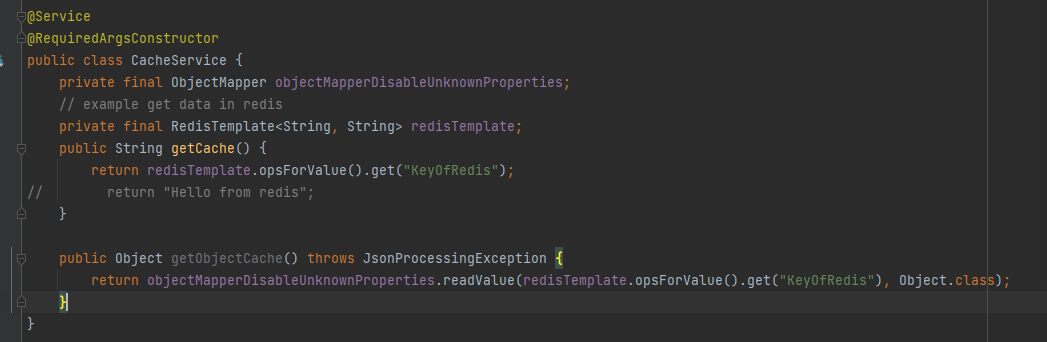 @Service
@RequiredArgsConstructor
public class CacheService {
    private final ObjectMapper objectMapperDisableUnknownProperties;
    // example get data in redis
    private final RedisTemplate<String, String> redisTemplate;
    public String getCache() {
        return redisTemplate.opsForValue().get("KeyOfRedis");
//        return "Hello from redis";
    }
    public Object getObjectCache() throws JsonProcessingException {
        return objectMapperDisableUnknownProperties.readValue(redisTemplate.opsForValue().get("KeyOfRedis"), Object.class);
    }
}